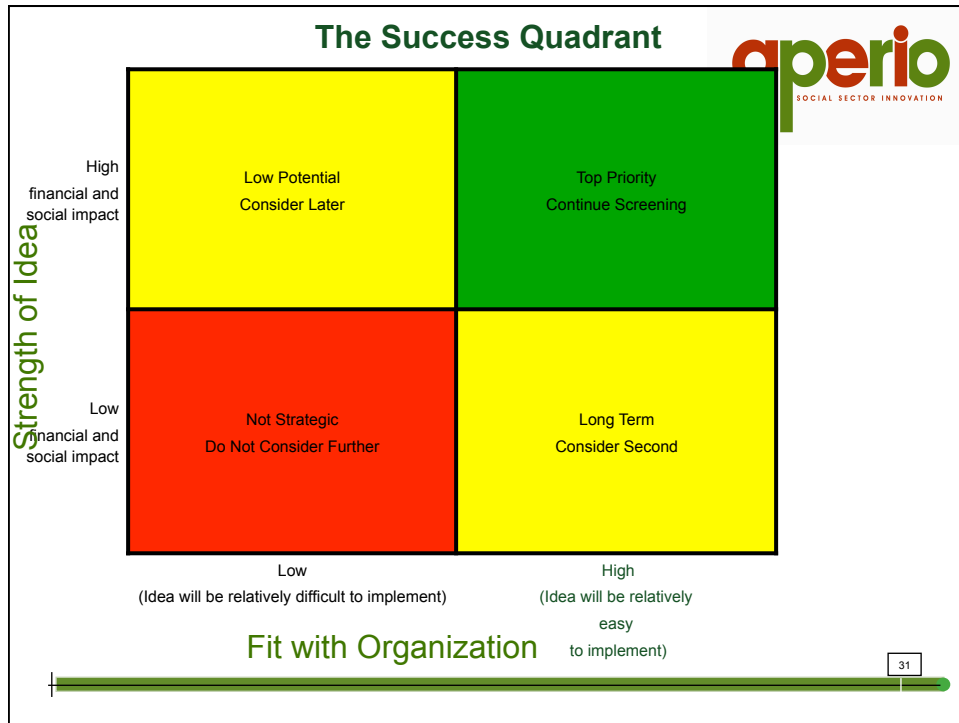 The Success Quadrant
aperio
SOCIAL SECTOR INNOVATION
High
financial and
social impact
Low Potential
Consider Later
Top Priority
Continue Screening
Strength of Idea
Low
financial and
social impact
Not Strategic
Do Not Consider Further
Long Term
Consider Second
Low
(Idea will be relatively difficult to implement)
High
(Idea will be relatively
easy
to implement)
Fit with Organization
31